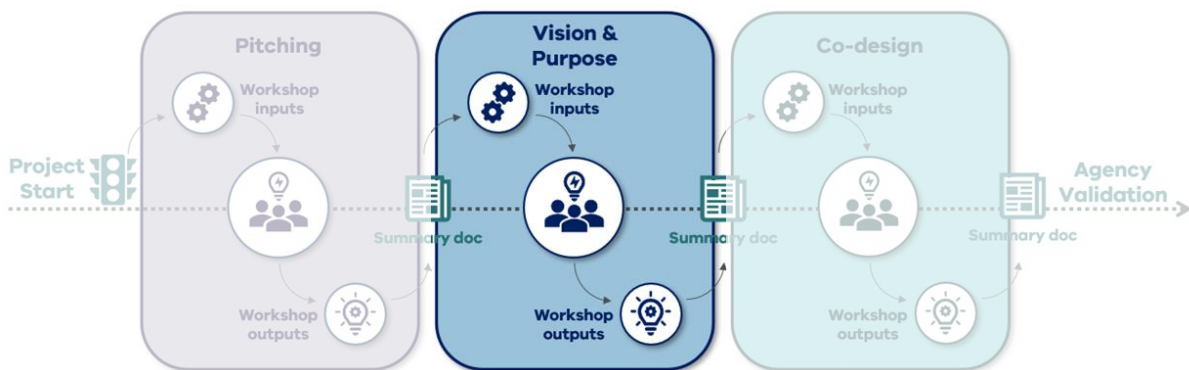 Pitching
Workshop
inputs
Project
Start
Summary doc
Workshop
outputs
Vision &
Purpose
Workshop
inputs
Summary doc
Workshop
outputs
Co-design
Workshop
inputs
Workshop
outputs
Summary doc
Agency
Validation